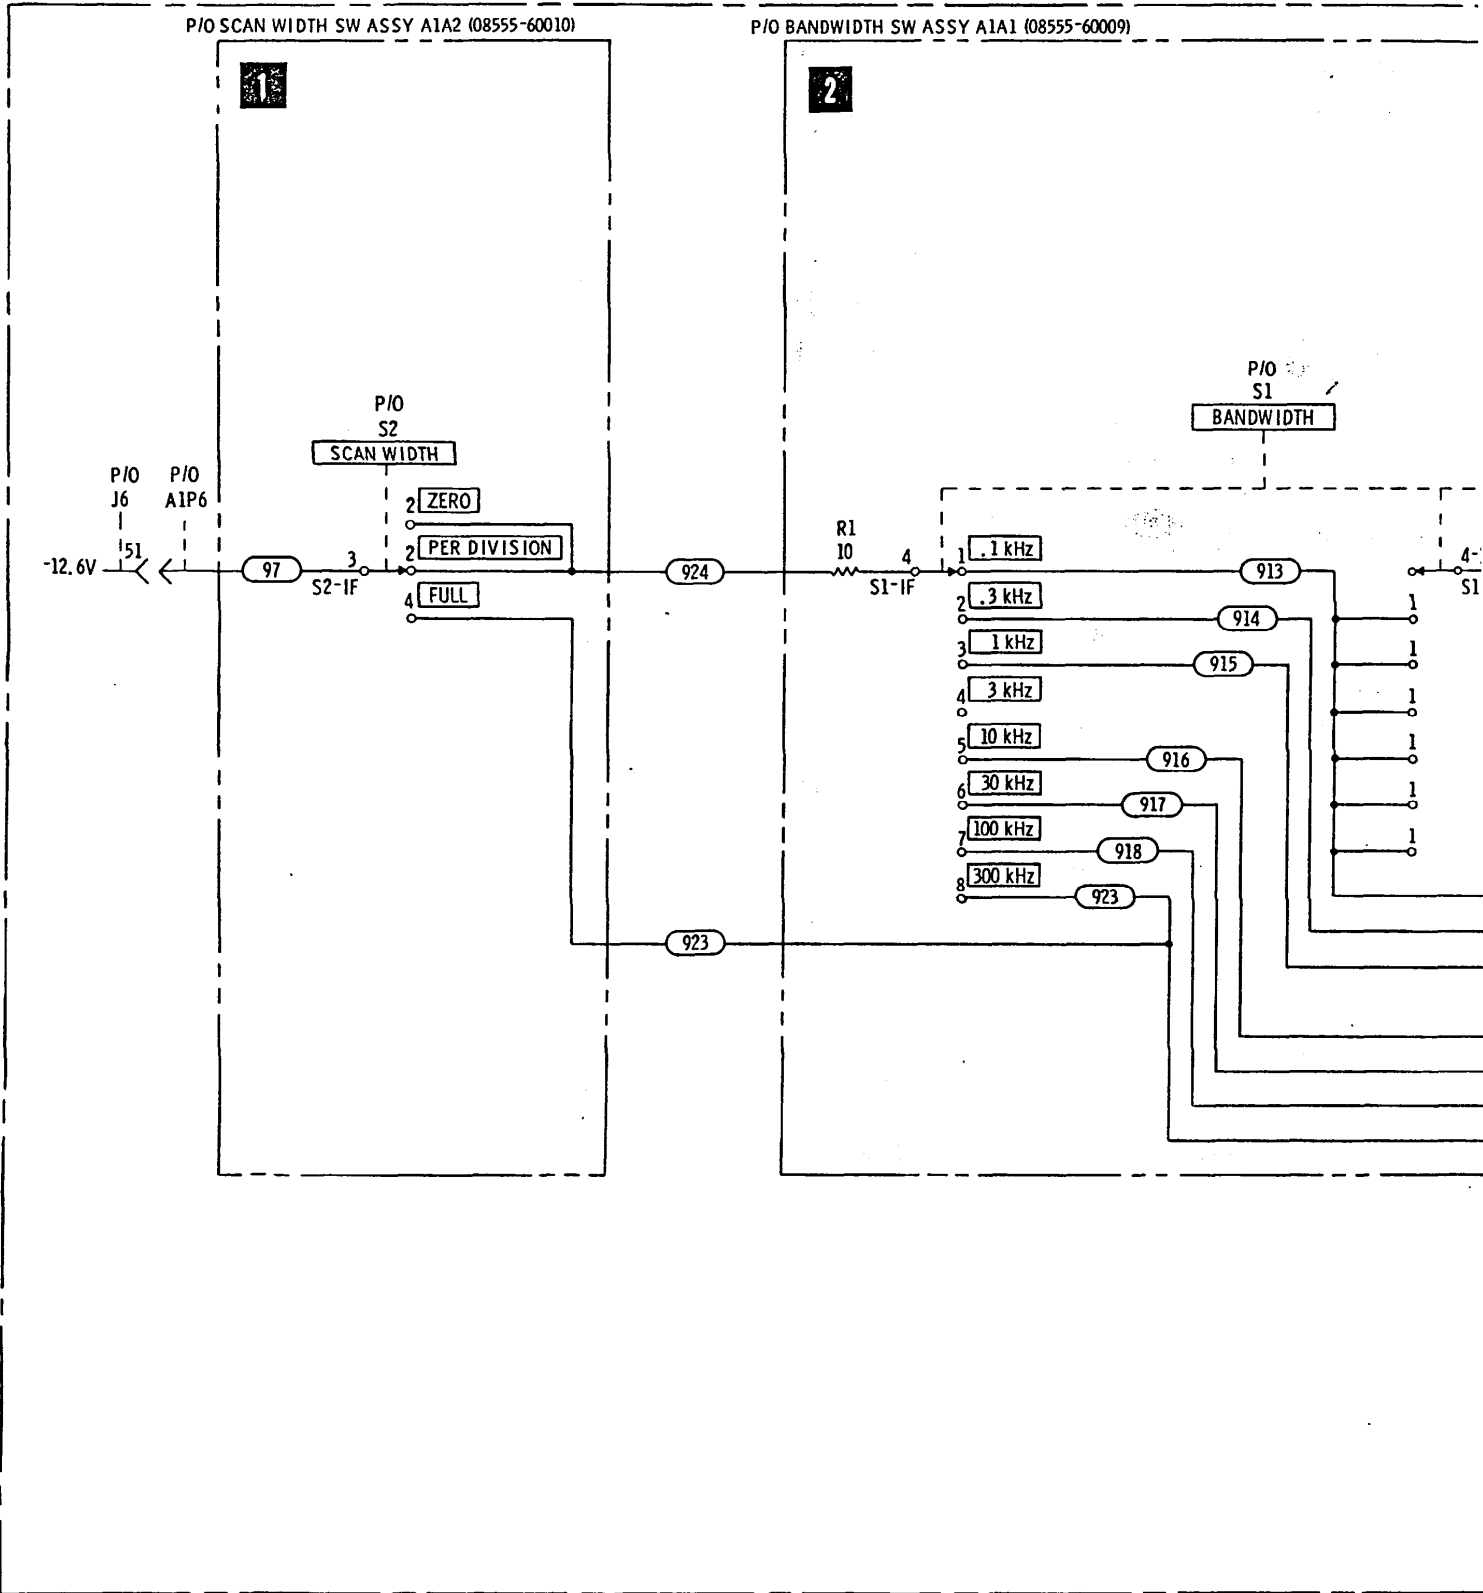 P/O SCAN WIDTH SW ASSY A1A2 (08555-60010)
P/O BANDWIDTH SW ASSY A1A1 (08555-60009)
1
2
P/O
S2
SCAN WIDTH
P/O
S1
BANDWIDTH
P/O
J6
P/O
A1P6
-12.6V
51
97
3
S2-1F
2 ZERO
2 PER DIVISION
4 FULL
924
923
R1
10
4
S1-1F
1 .1 kHz
2 .3 kHz
3 1 kHz
4 3 kHz
5 10 kHz
6 30 kHz
7 100 kHz
8 300 kHz
913
914
915
916
917
918
923
4-
S1
1
1
1
1
1
1